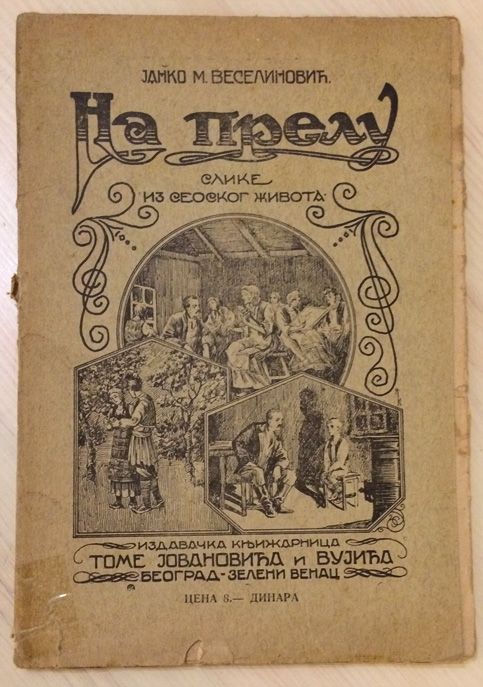 ЈАНКО М. ВЕСЕЛИНОВИЋ.
На прелу
СЛИКЕ
ИЗ СЕОСКОГ ЖИВОТА
ИЗДАВАЧКА КЊИЖАРНИЦА
ТОМЕ ЈОВАНОВИЋА и ВУЈИЋА
БЕОГРАД-ЗЕЛЕНИ ВЕНАЦ
ЦЕНА 8.— ДИНАРА